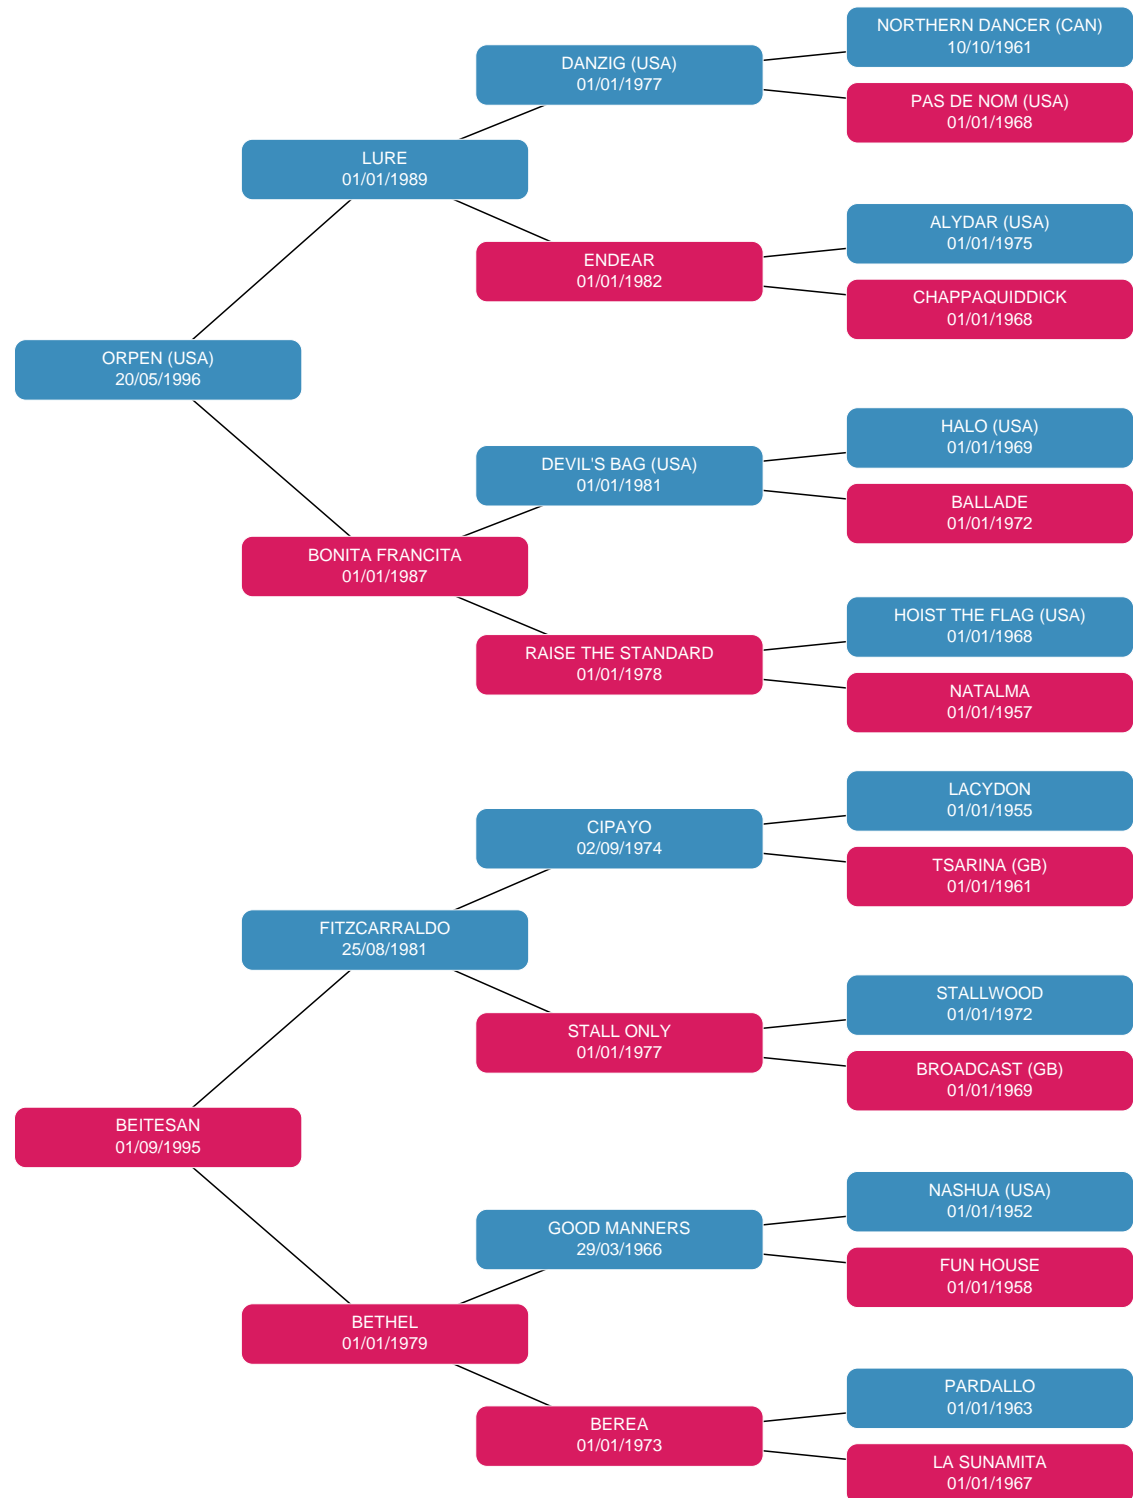 NORTHERN DANCER (CAN)
10/10/1961
DANZIG (USA)
01/01/1977
PAS DE NOM (USA)
01/01/1968
LURE
01/01/1989
ALYDAR (USA)
01/01/1975
ENDEAR
01/01/1982
CHAPPAQUIDDICK
01/01/1968
ORPEN (USA)
20/05/1996
HALO (USA)
01/01/1969
DEVIL'S BAG (USA)
01/01/1981
BALLADE
01/01/1972
BONITA FRANCITA
01/01/1987
HOIST THE FLAG (USA)
01/01/1968
RAISE THE STANDARD
01/01/1978
NATALMA
01/01/1957
LACYDON
01/01/1955
CIPAYO
02/09/1974
TSARINA (GB)
01/01/1961
FITZCARRALDO
25/08/1981
STALLWOOD
01/01/1972
STALL ONLY
01/01/1977
BROADCAST (GB)
01/01/1969
BEITESAN
01/09/1995
NASHUA (USA)
01/01/1952
GOOD MANNERS
29/03/1966
FUN HOUSE
01/01/1958
BETHEL
01/01/1979
PARDALLO
01/01/1963
BEREA
01/01/1973
LA SUNAMITA
01/01/1967